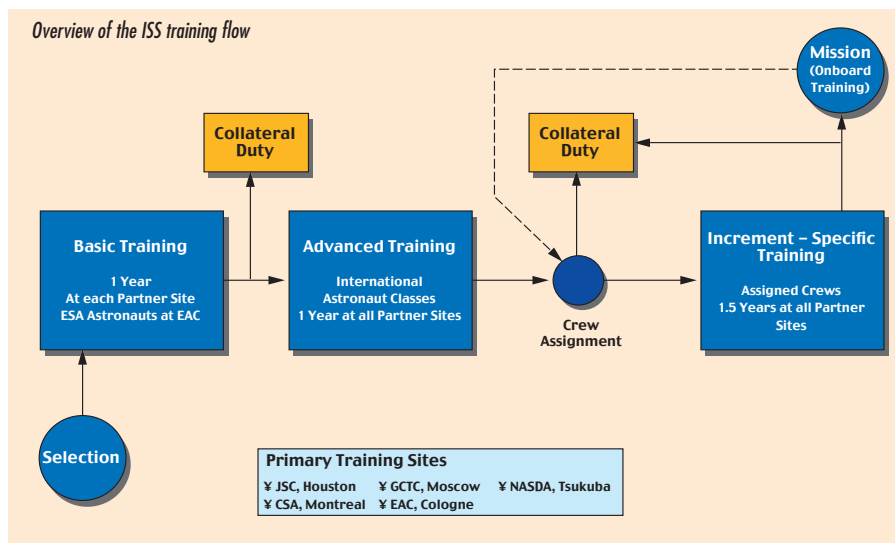 Overview of the ISS training flow
Mission
(Onboard
Training)
Collateral
Duty
Collateral
Duty
Basic Training
1 Year
At each Partner Site
ESA Astronauts at EAC
Advanced Training
International
Astronaut Classes
1 Year at all Partner Sites
Crew
Assignment
Increment – Specific
Training
Assigned Crews
1.5 Years at all Partner
Sites
Selection
Primary Training Sites
¥ JSC, Houston ¥ GCTC, Moscow ¥ NASDA, Tsukuba
¥ CSA, Montreal ¥ EAC, Cologne